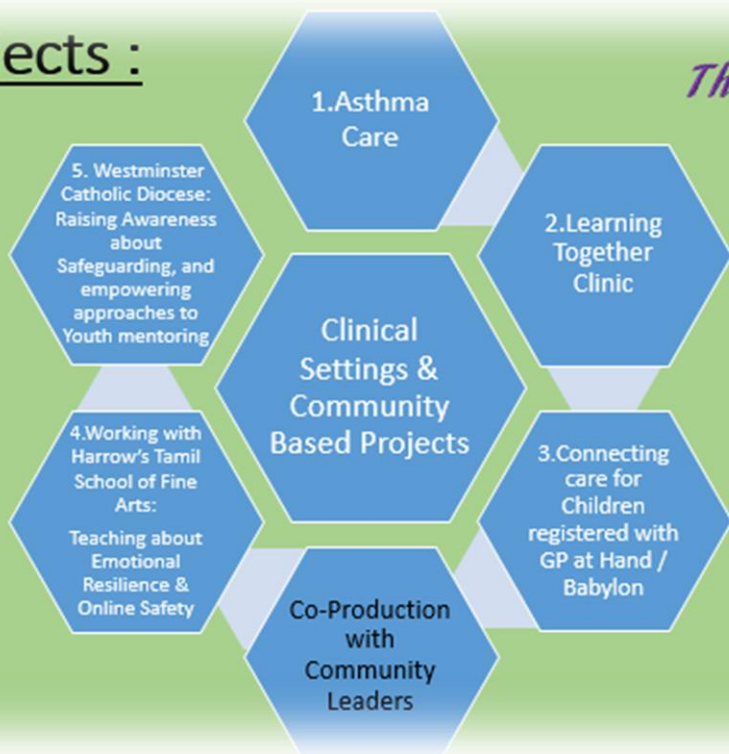 ects :
Th
1.Asthma
Care
2.Learning
Together
Clinic
3.Connecting
care for
Children
registered with
GP at Hand /
Babylon
Co-Production
with
Community
Leaders
4.Working with
Harrow's Tamil
School of Fine
Arts:
Teaching about
Emotional
Resilience &
Online Safety
5. Westminster
Catholic Diocese:
Raising Awareness
about
Safeguarding, and
empowering
approaches to
Youth mentoring
Clinical
Settings &
Community
Based Projects